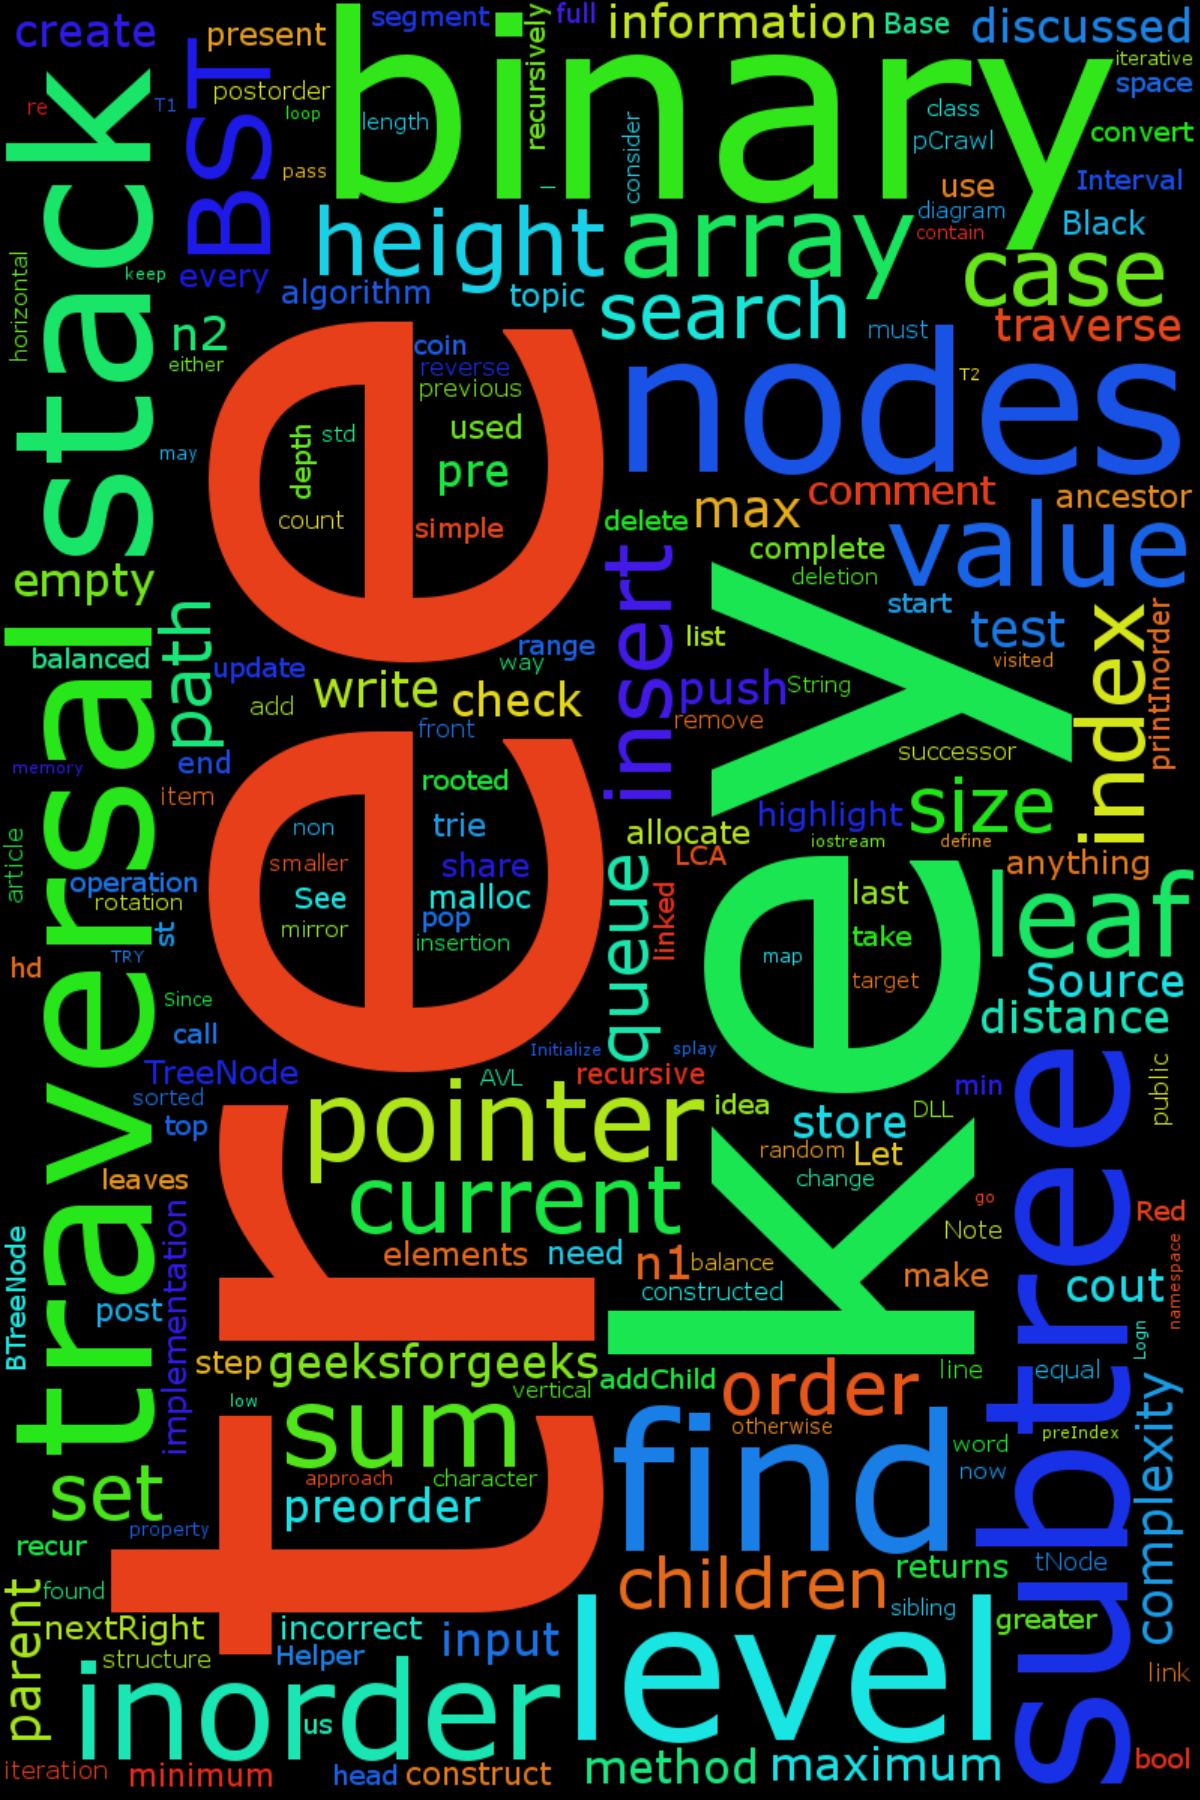 create
present
segment
recursively
full
information
Base
discussed
binary
stack
BST
re
T1
postorder
loop
length
pass
consider
class
pCrawl
iterative
space
convert
use
Interval
diagram
contain
Black
height
array
case
every
keep
horizontal
algorithm
topic
search
traverse
n2
either
must
nodes
T2
tree
coin
reverse
previous
used
pre
simple
depth
std
count
may
comment
max
ancestor
delete
complete
deletion
value
empty
insert
key
start
test
visited
list
index
printInorder
traversal
balanced
path
update
range
way
add
write
check
front
push
String
remove
successor
memory
end
item
rooted
non
trie
smaller
share
See
malloc
pop
mirror
insertion
highlight
size
allocate
iostream
define
LCA
anything
article
operation
rotation
st
TRY
hd
queue
linked
last
take
map
target
leaf
Source
distance
Since
call
TreeNode
sorted
top
Initialize
splay
AVL
recursive
min
public
subtree
pointer
idea
store
DLL
random
Let
change
leaves
current
go
Note
Red
elements
need
n1
balance
constructed
make
cout
namespace
BTreeNode
post
implementation
step
geeksforgeeks
vertical
addChild
order
line
equal
Logn
low
sum
otherwise
find
word
now
preIndex
complexity
approach
character
set
preorder
property
recur
found
children
returns
tNode
sibling
greater
parent
nextRight
structure
incorrect
Helper
input
level
link
inorder
us
iteration
minimum
head
construct
method
maximum
bool